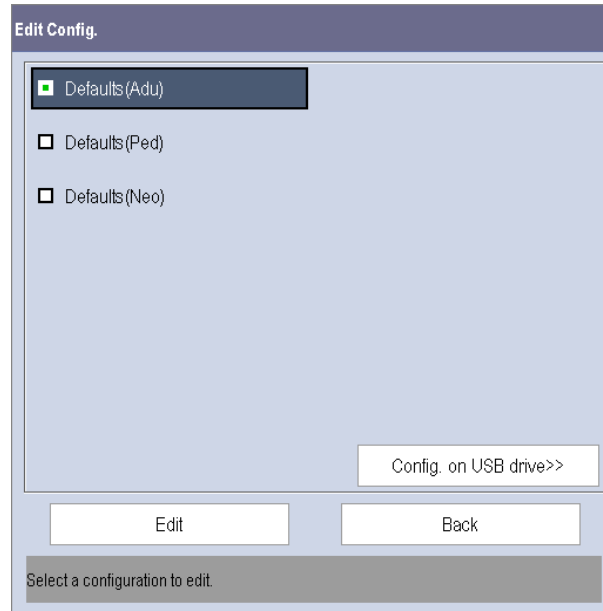 Edit Config.
Defaults(Adu)
Defaults(Ped)
Defaults(Neo)
Config. on USB drive>>
Edit
Back
Select a configuration to edit.